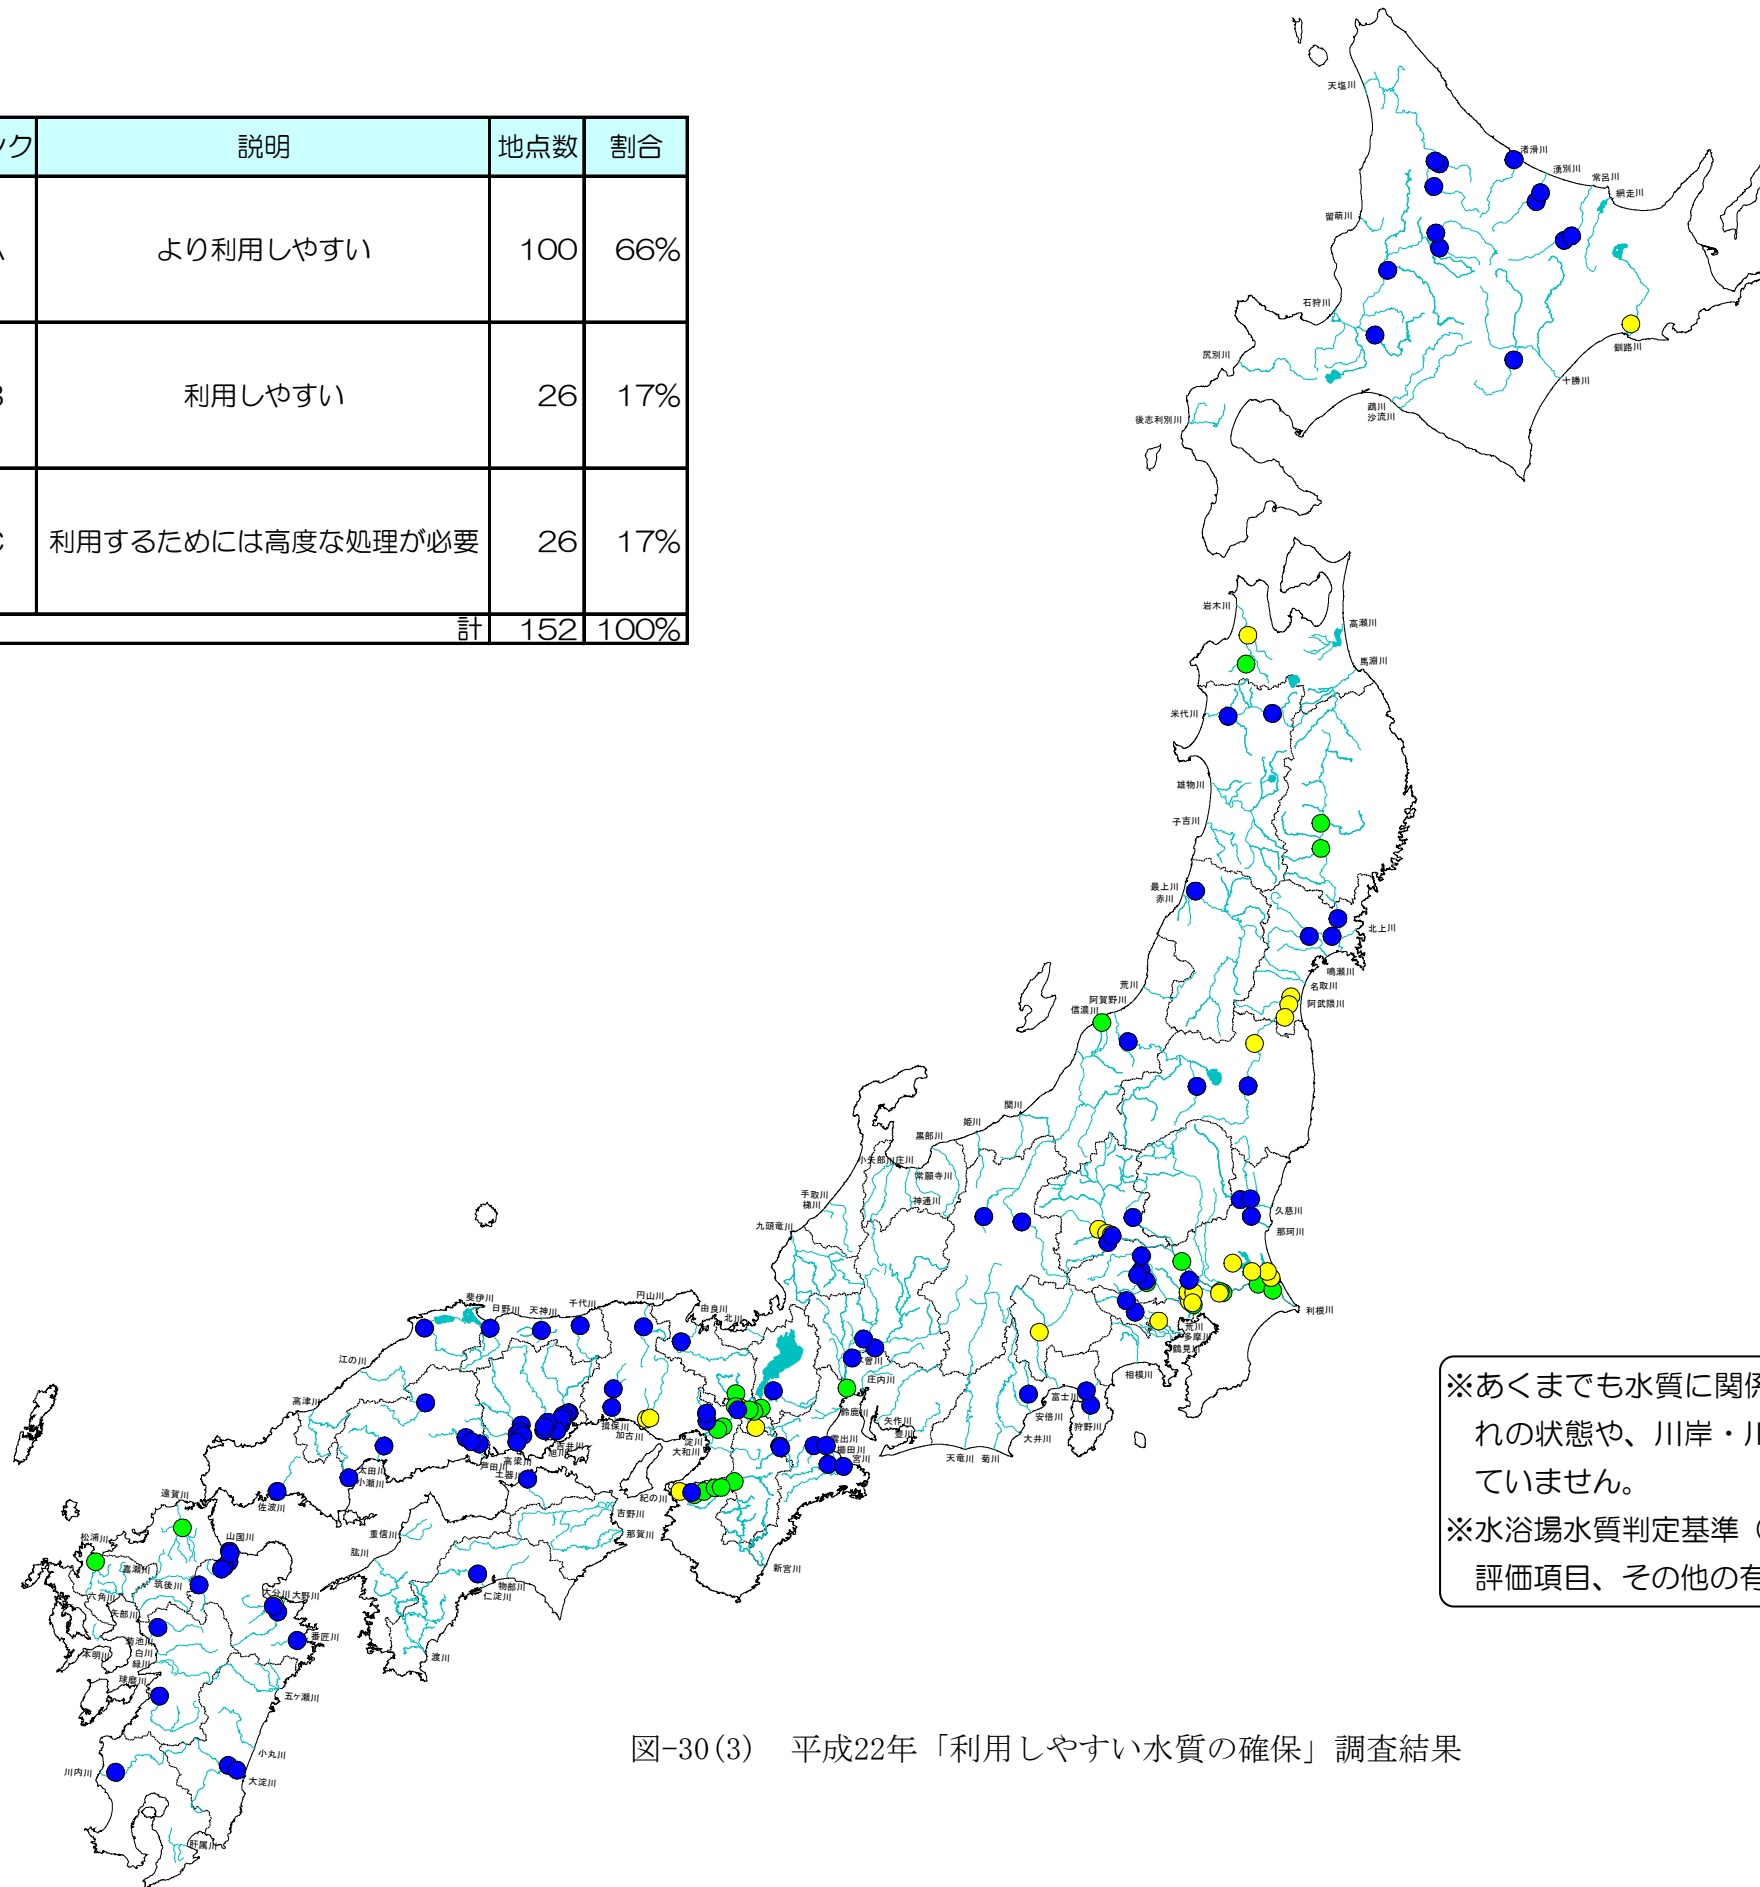 ンク 説明 地点数 割合
A より利用しやすい 100 66%
B 利用しやすい 26 17%
C 利用するためには高度な処理が必要 26 17%
計 152 100%
天塩川
渚滑川
湧別川
常呂川
網走川
留萌川
石狩川
釧路川
尻別川
十勝川
鵡川
沙流川
後志利別川
岩木川
高瀬川
馬淵川
米代川
雄物川
子吉川
最上川
赤川
北上川
鳴瀬川
名取川
荒川
阿賀野川
信濃川
阿武隈川
関川
姫川
黒部川
小矢部川
庄川
常願寺川
神通川
手取川
梯川
九頭竜川
久慈川
那珂川
利根川
荒川
多摩川
鶴見川
相模川
富士川
狩野川
安倍川
大井川
菊川
天竜川
豊川
矢作川
庄内川
木曽川
鈴鹿川
雲出川
櫛田川
宮川
由良川
北川
円山川
千代川
天神川
日野川
斐伊川
江の川
高津川
揖保川
加古川
淀川
大和川
紀の川
新宮川
吉井川
旭川
高梁川
芦田川
太田川
小瀬川
佐波川
土器川
吉野川
那賀川
重信川
肱川
物部川
仁淀川
渡川
遠賀川
山国川
松浦川
嘉瀬川
筑後川
六角川
矢部川
大分川
大野川
番匠川
菊池川
白川
緑川
本明川
球磨川
五ヶ瀬川
小丸川
大淀川
川内川
肝属川
※あくまでも水質に関係
れの状態や、川岸・川
ていません。
※水浴場水質判定基準（
評価項目、その他の有
図-30(3) 平成22年「利用しやすい水質の確保」調査結果